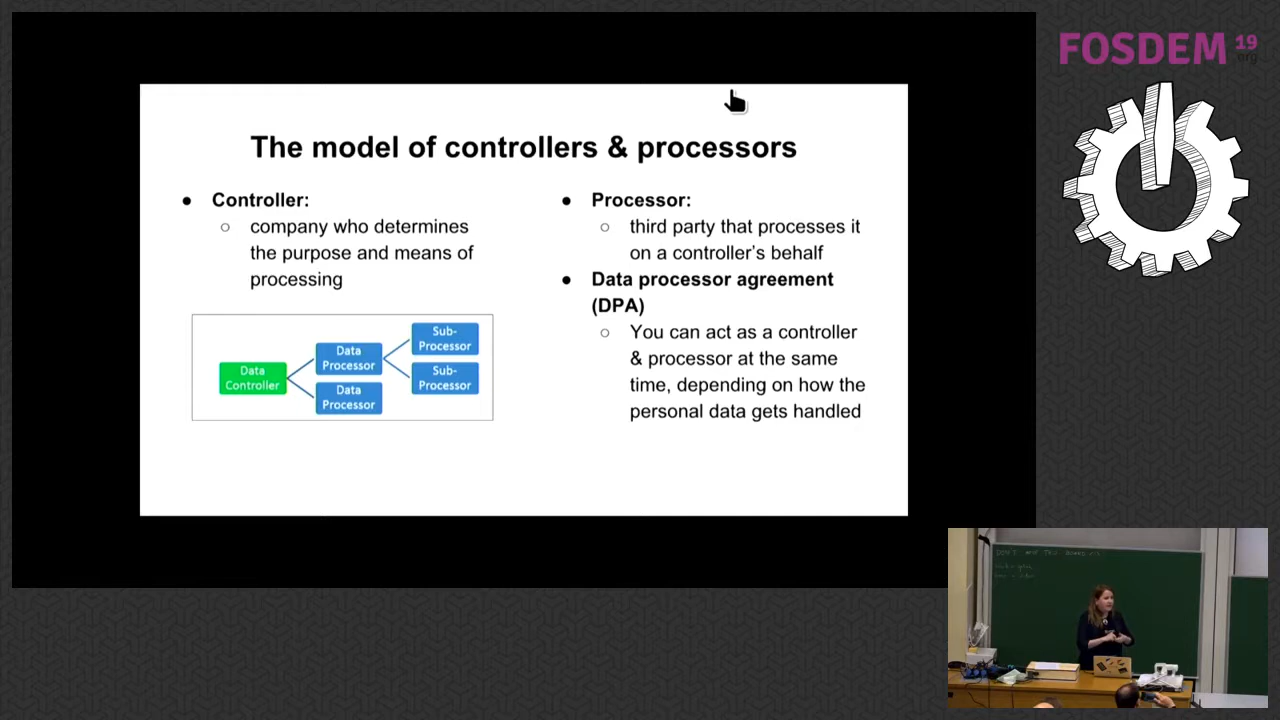 FOSDEM 19
.org
The model of controllers & processors
● Controller:
○ company who determines
the purpose and means of
processing
Data
Controller
Data
Processor
Data
Processor
Sub-
Processor
Sub-
Processor
● Processor:
○ third party that processes it
on a controller's behalf
● Data processor agreement
(DPA)
○ You can act as a controller
& processor at the same
time, depending on how the
personal data gets handled